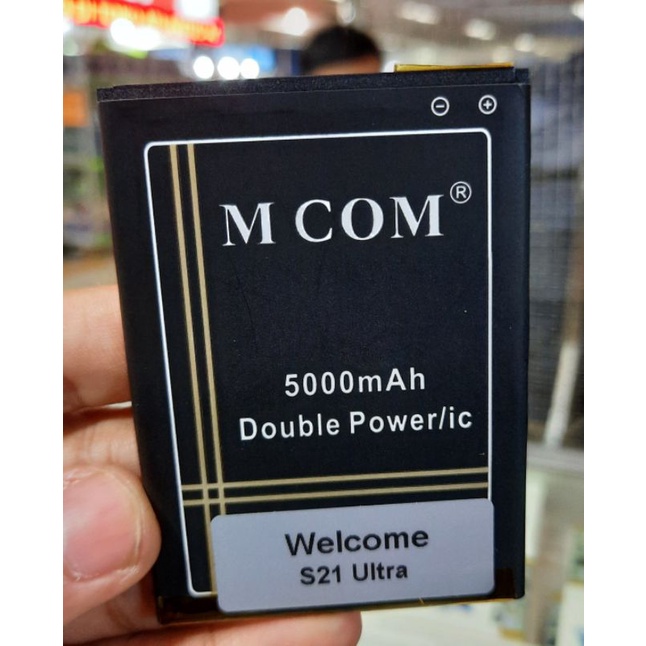 M COM ®
5000mAh
Double Power/ic
Welcome
S21 Ultra